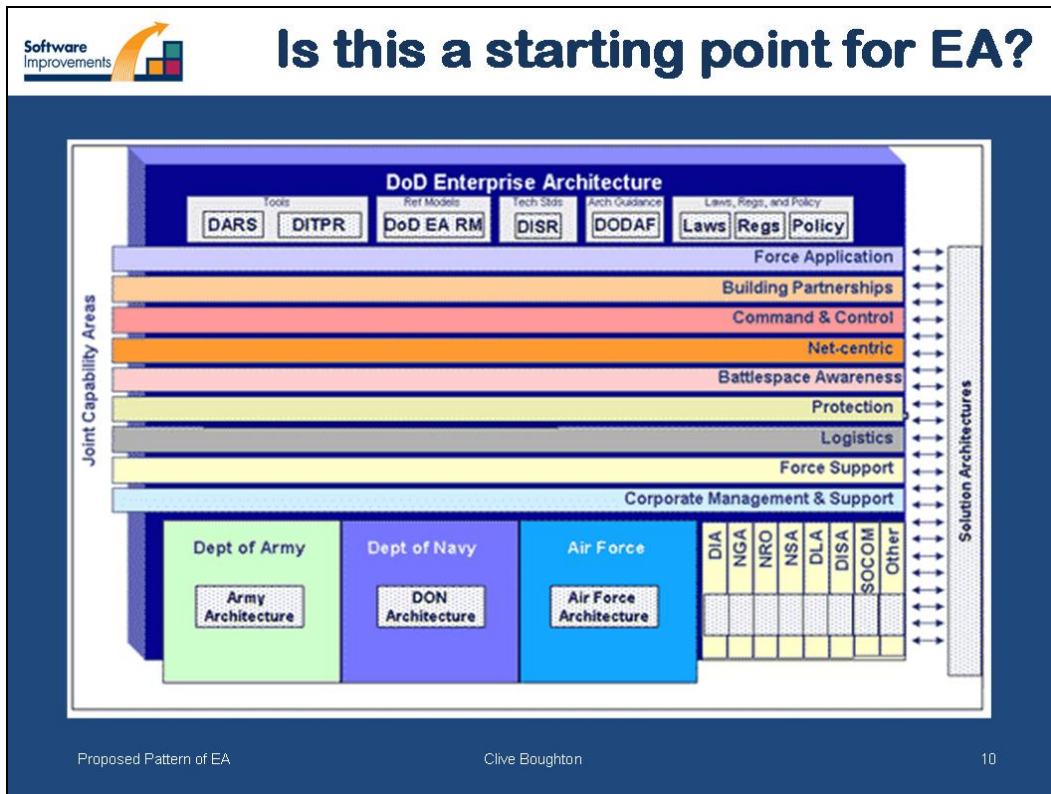 Software
Improvements
Is this a starting point for EA?
DoD Enterprise Architecture
Tools
Ref Models
Tech Stds
Arch Guidance
Laws, Regs, and Policy
DARS
DITPR
DoD EA RM
DISR
DODAF
Laws
Regs
Policy
Joint Capability Areas
Force Application
Building Partnerships
Command & Control
Net-centric
Battlespace Awareness
Protection
Logistics
Force Support
Corporate Management & Support
Solution Architectures
Dept of Army
Dept of Navy
Air Force
Army
Architecture
DON
Architecture
Air Force
Architecture
DIA
NGA
NRO
NSA
DLA
DISA
SOCOM
Other
Proposed Pattern of EA
Clive Boughton
10